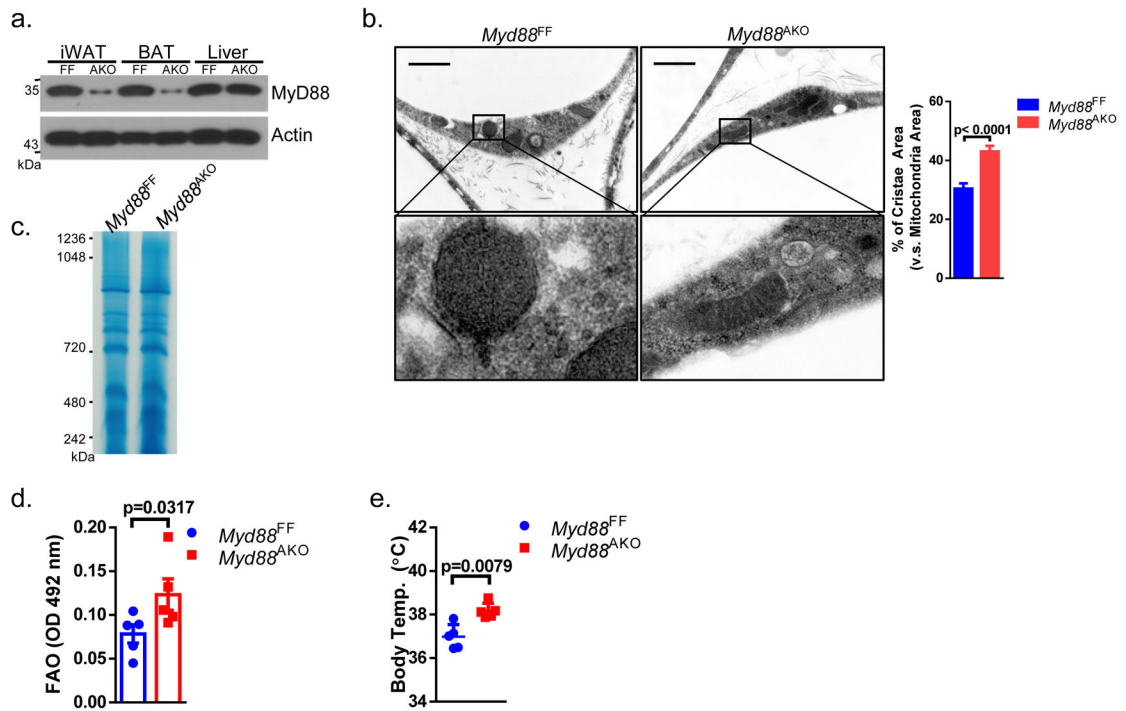 a.
iWAT BAT Liver
FF AKO FF AKO FF AKO
35
MyD88
Actin
43
kDa
b.
Myd88FF
Myd88AKO
% of Cristae Area
(v.s. Mitochondria Area)
60
40
20
0
p< 0.0001
Myd88FF
Myd88AKO
c.
Myd88FF
Myd88AKO
1236
1048
720
480
242
kDa
d.
FAO (OD 492 nm)
0.20
0.15
0.10
0.05
0.00
p=0.0317
Myd88FF
Myd88AKO
e.
Body Temp. (°C)
42
40
38
36
34
p=0.0079
Myd88FF
Myd88AKO